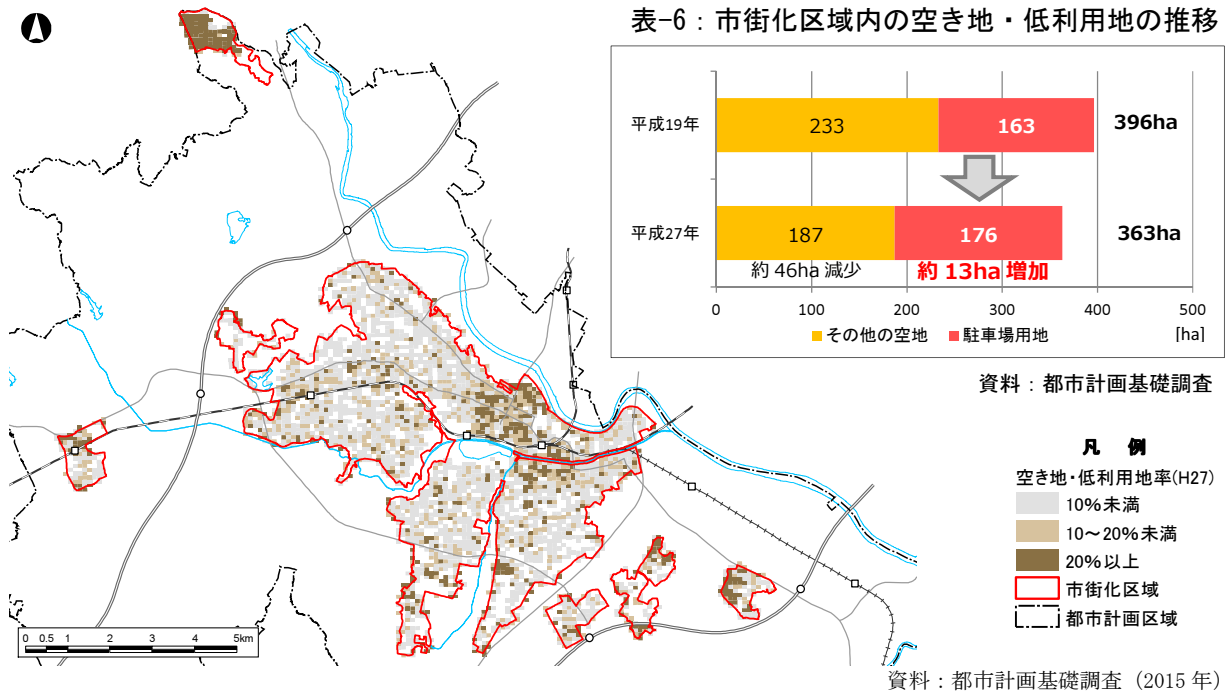 表-6：市街化区域内の空き地・低利用地の推移
平成19年
233
163
396ha
平成27年
187
176
363ha
約 46ha 減少
約 13ha 増加
0
100
200
300
400
500
[ha]
その他の空地
駐車場用地
資料：都市計画基礎調査
凡 例
空き地・低利用地率(H27)
10%未満
10～20%未満
20%以上
市街化区域
都市計画区域
0 0.5 1 2 3 4 5km
資料：都市計画基礎調査（2015 年）